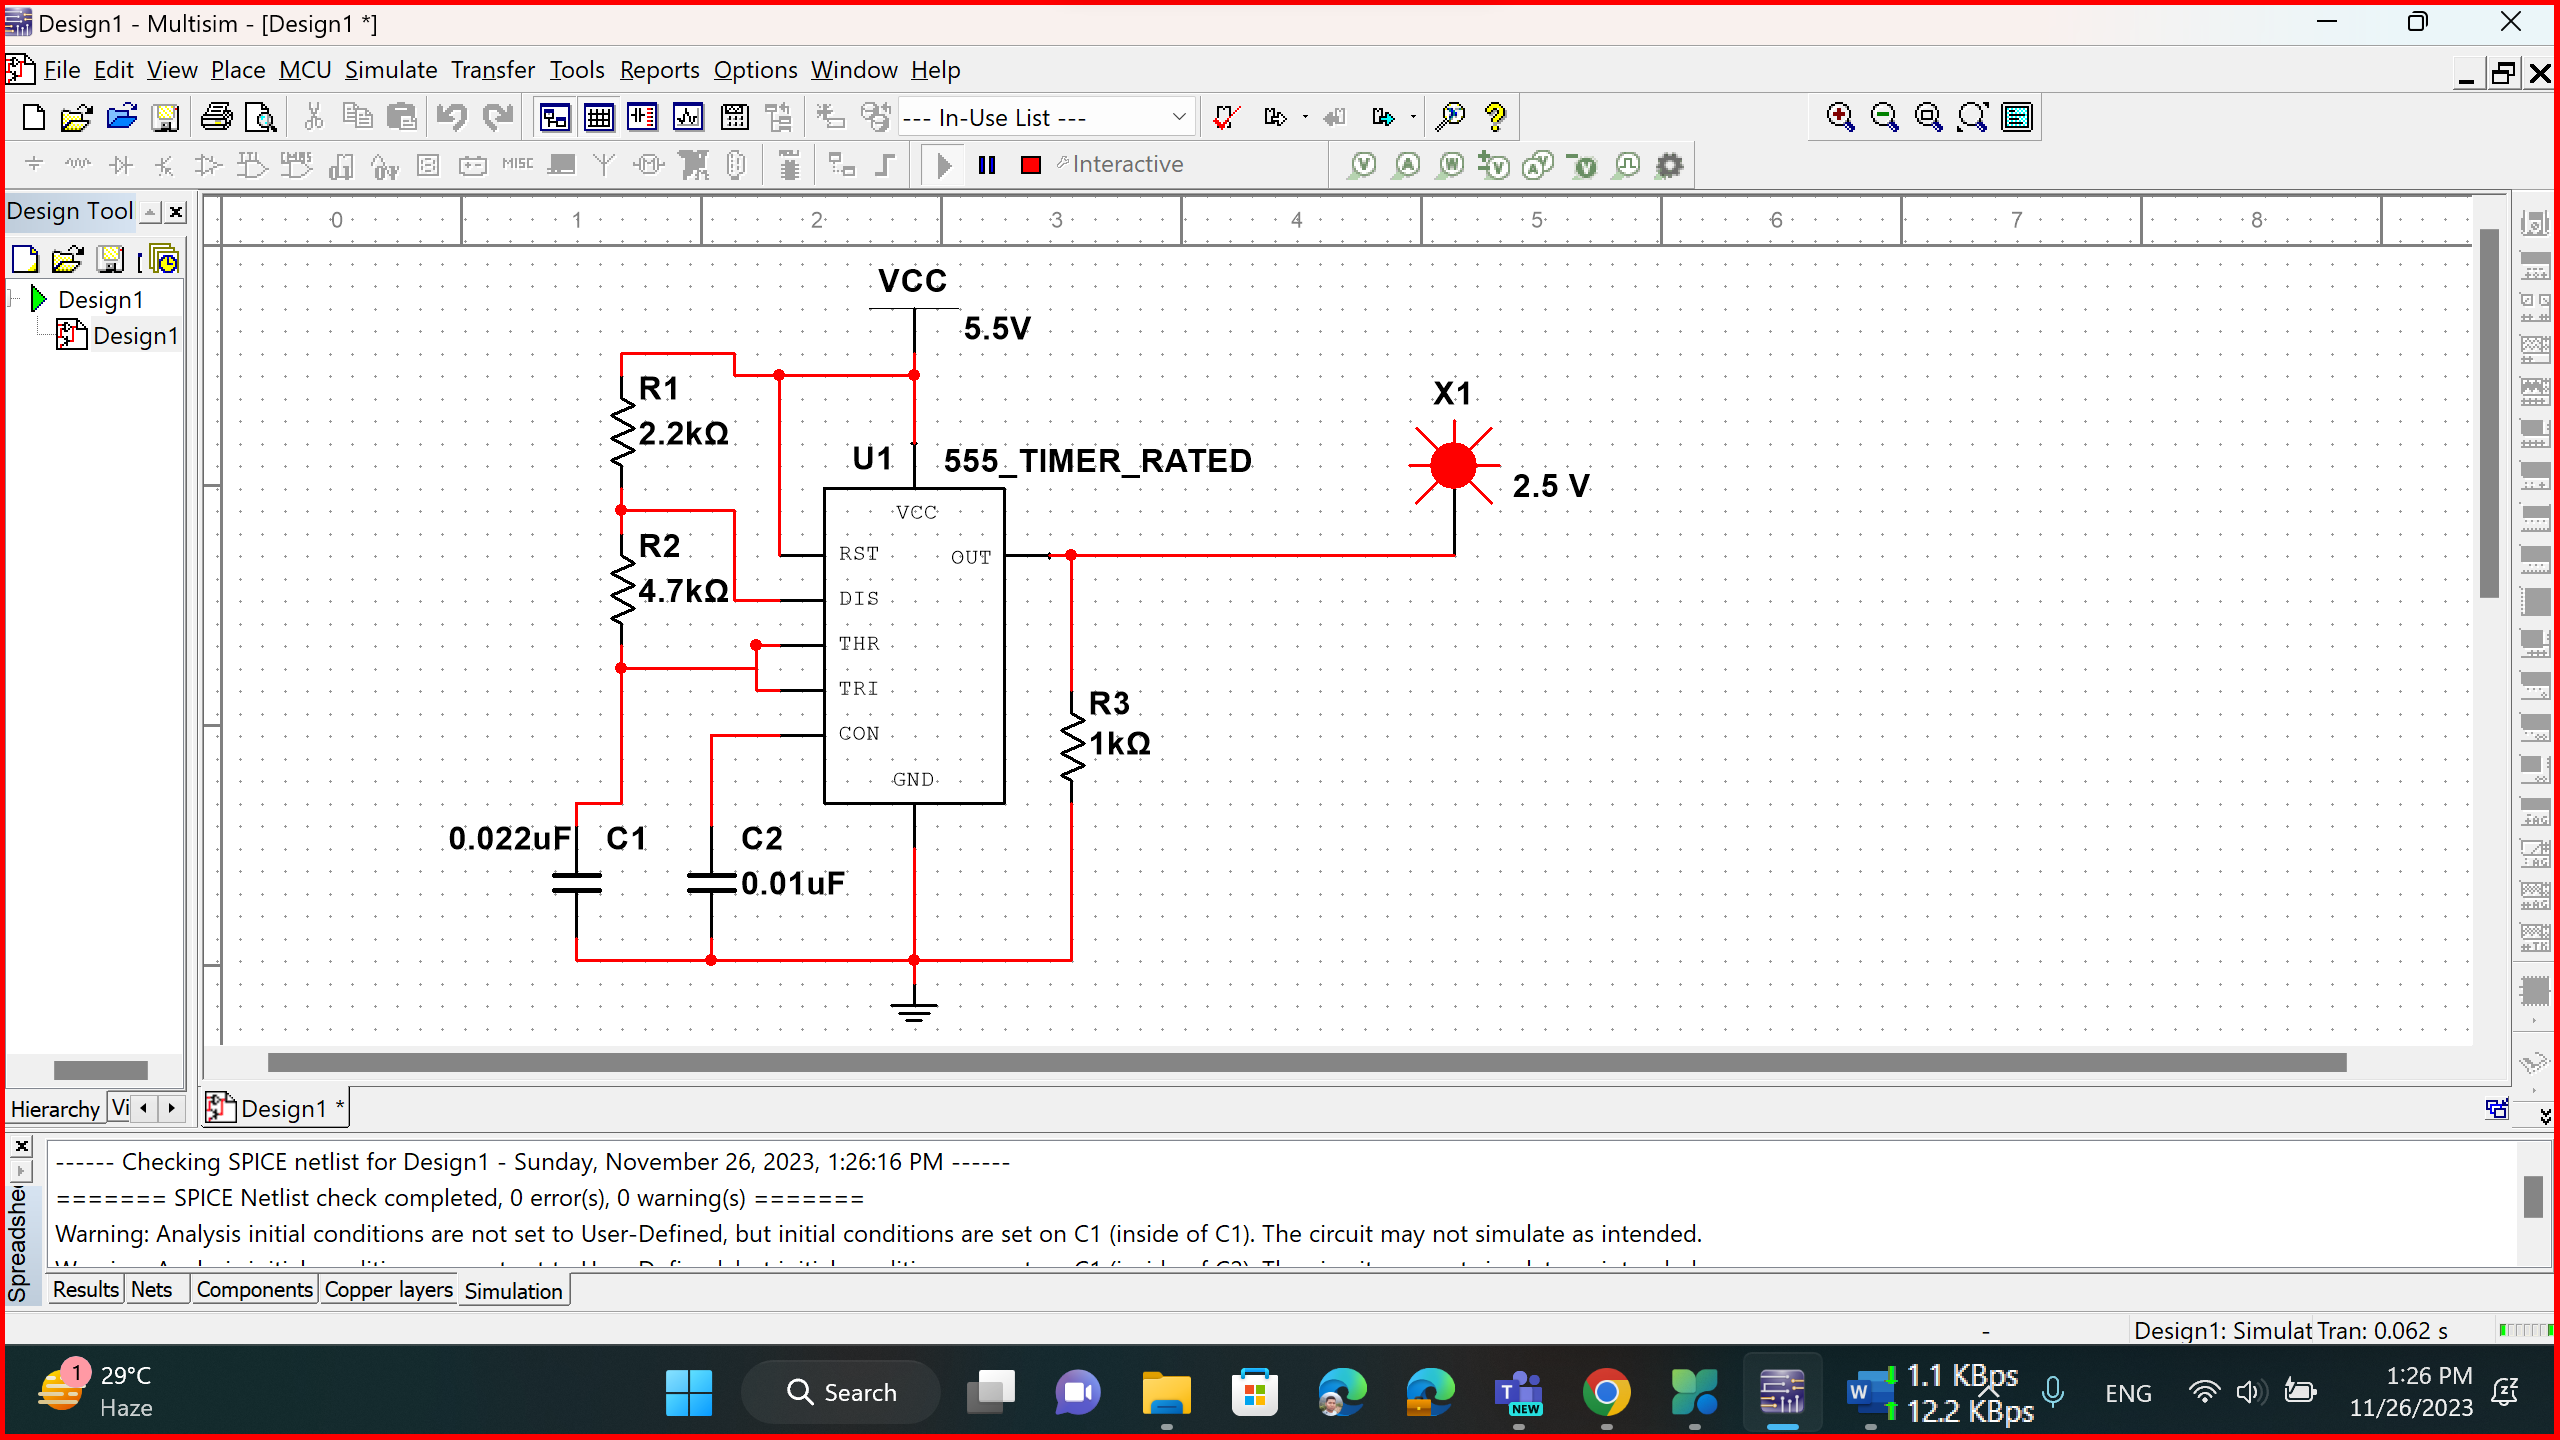 Design1 - Multisim - [Design1 *]
File Edit View Place MCU Simulate Transfer Tools Reports Options Window Help
--- In-Use List ---
MISC
Interactive
Design Tool
0 1 2 3 4 5 6 7 8
Design1
Design1
VCC
5.5V
R1
2.2kΩ
X1
2.5 V
U1
555_TIMER_RATED
VCC
R2
4.7kΩ
RST
OUT
DIS
THR
TRI
CON
GND
R3
1kΩ
0.022uF
C1
C2
0.01uF
Hierarchy
Vi
Design1 *
------ Checking SPICE netlist for Design1 - Sunday, November 26, 2023, 1:26:16 PM ------
======= SPICE Netlist check completed, 0 error(s), 0 warning(s) =======
Warning: Analysis initial conditions are not set to User-Defined, but initial conditions are set on C1 (inside of C1). The circuit may not simulate as intended.
Spreadshe
Results Nets Components Copper layers Simulation
-
Design1: Simulat Tran: 0.062 s
1
29°C
Haze
Search
NEW
1.1 KBps
12.2 KBps
ENG
1:26 PM
11/26/2023